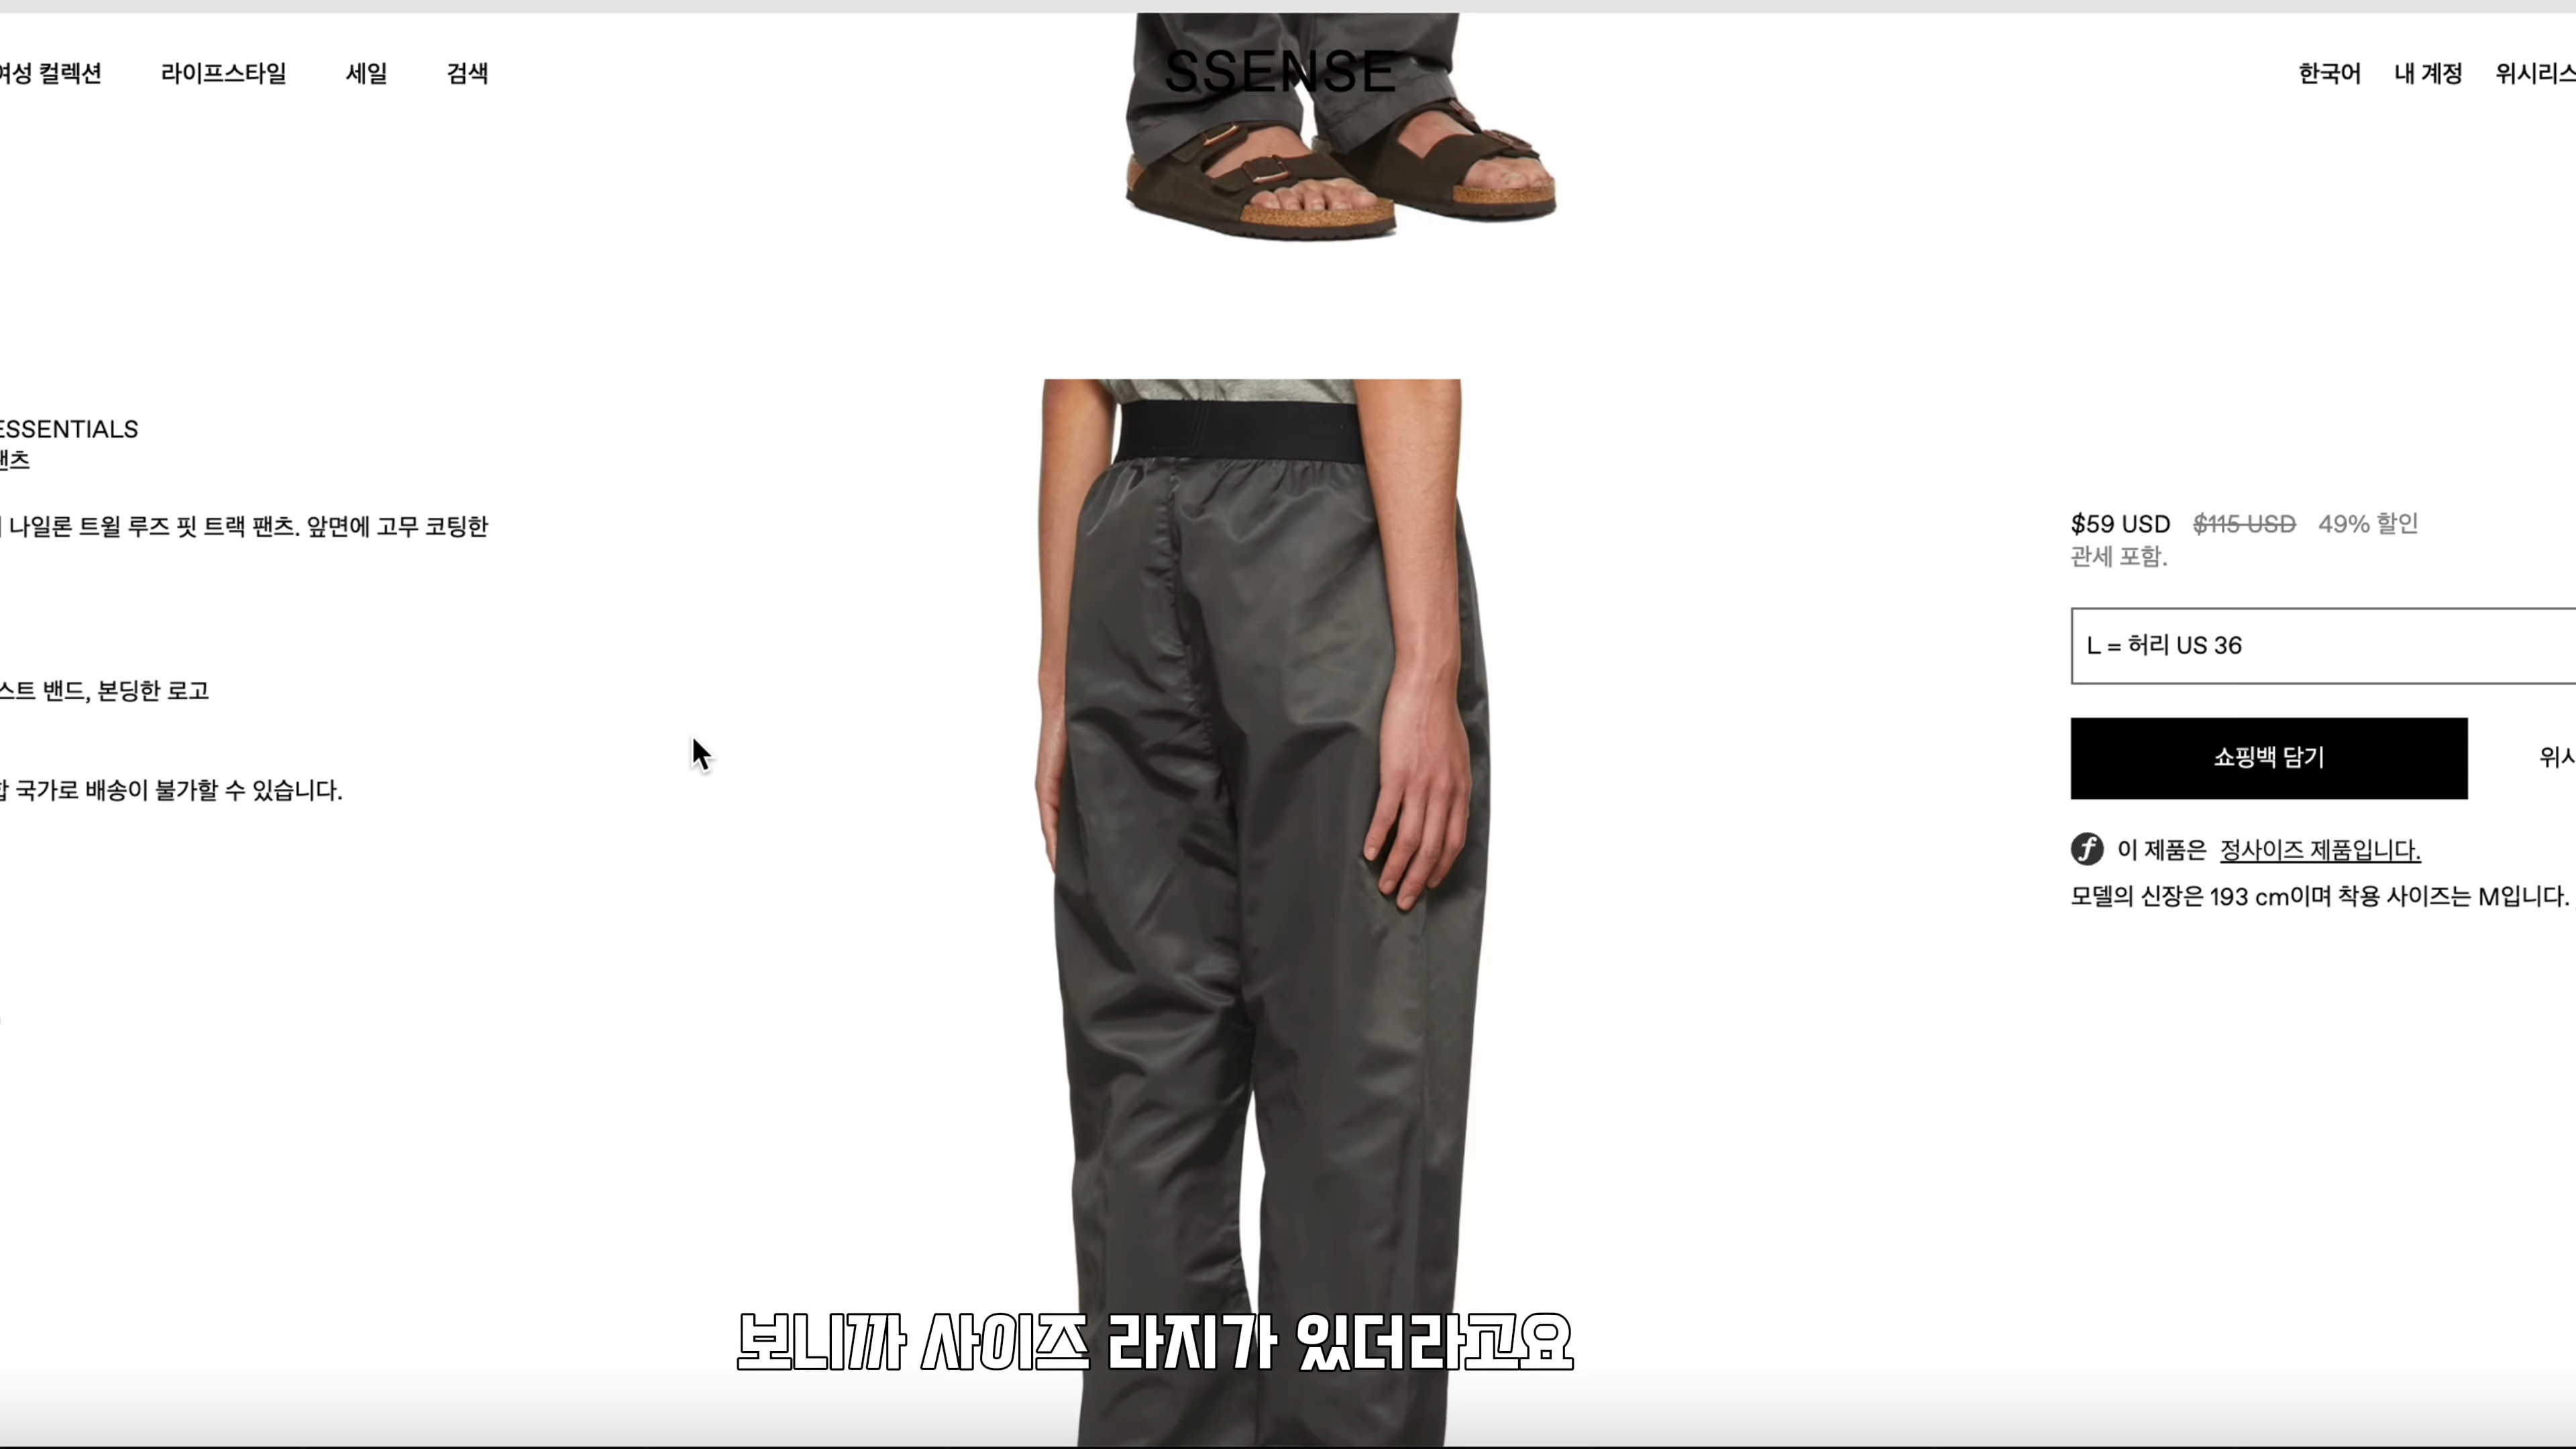 여성 컬렉션 라이프스타일 세일 검색 SSENSE 한국어 내 계정
ESSENTIALS
팬츠
나일론 트윌 루즈 핏 트랙 팬츠. 앞면에 고무 코팅한
밴드, 본딩한 로고
국가로 배송이 불가할 수 있습니다.
$59 USD $115 USD 49% 할인
관세 포함.
L = 허리 US 36
쇼핑백 담기
이 제품은 정사이즈 제품입니다.
모델의 신장은 193 cm이며 착용 사이즈는 M입니다.
보니까 사이즈 라지가 있더라고요